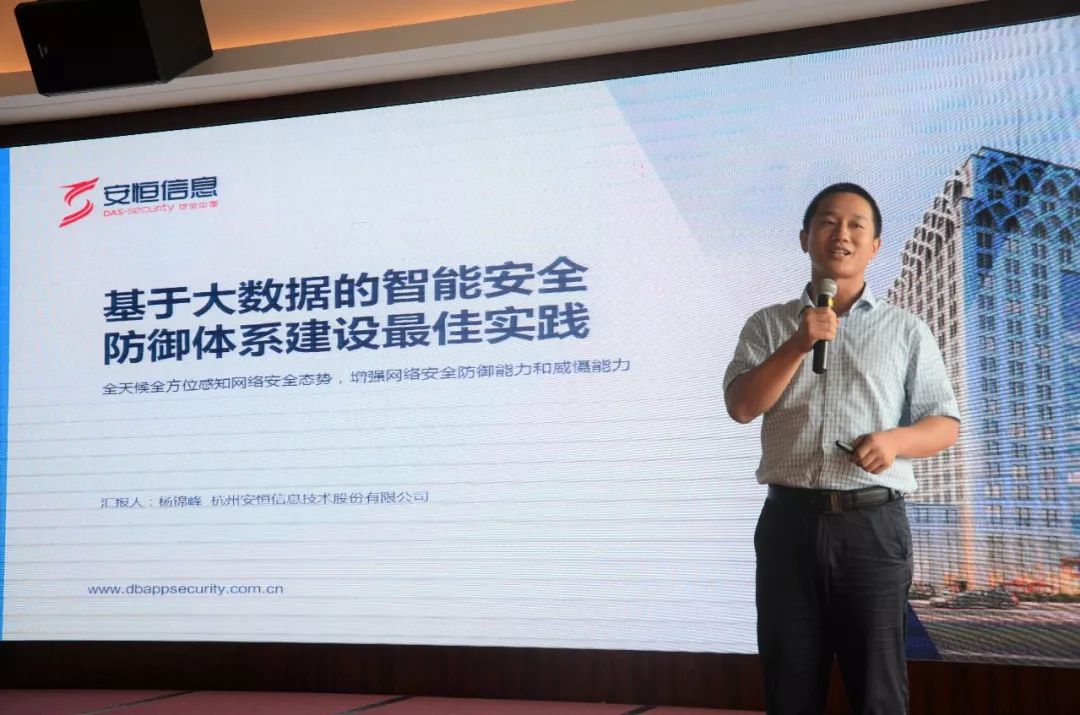 安恒信息
DAS-security 安全中国
基于大数据的智能安全
防御体系建设最佳实践
全天候全方位感知网络安全态势，增强网络安全防御能力和威慑能力
汇报人：杨锦峰 杭州安恒信息技术股份有限公司
www.dbappsecurity.com.cn